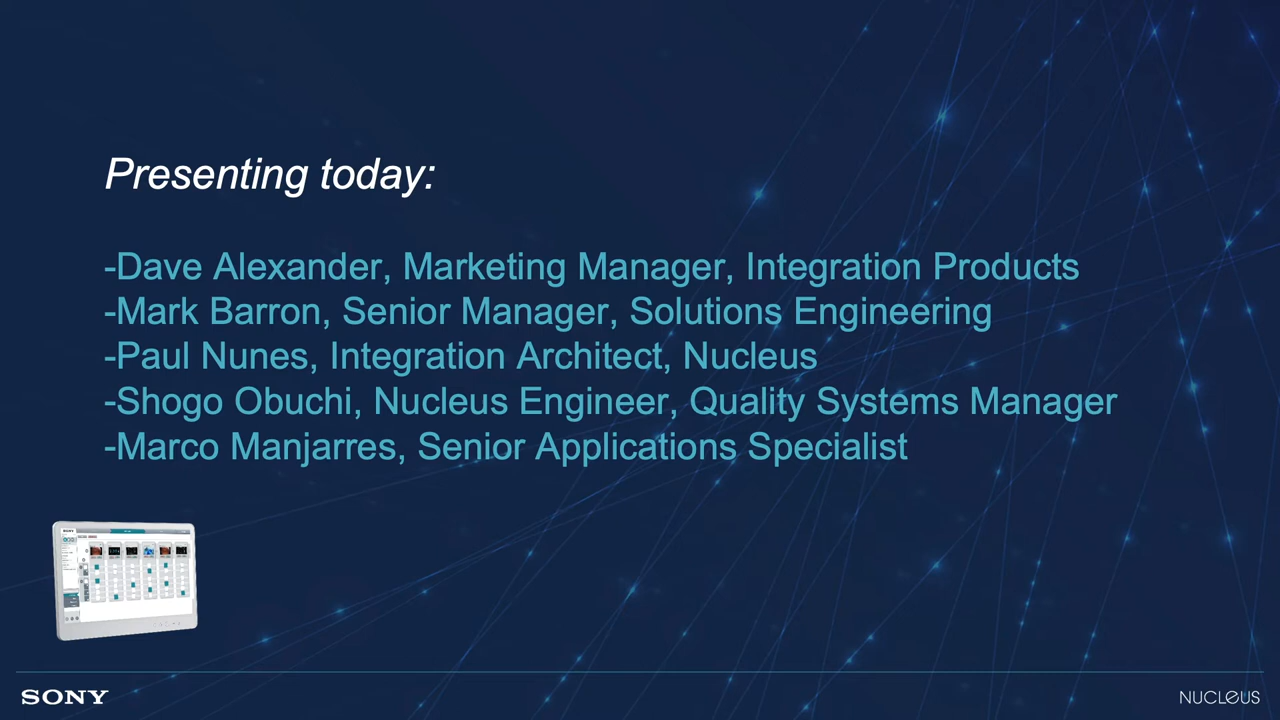 Presenting today:
-Dave Alexander, Marketing Manager, Integration Products
-Mark Barron, Senior Manager, Solutions Engineering
-Paul Nunes, Integration Architect, Nucleus
-Shogo Obuchi, Nucleus Engineer, Quality Systems Manager
-Marco Manjarres, Senior Applications Specialist
SONY
SONY
NUCLeUS